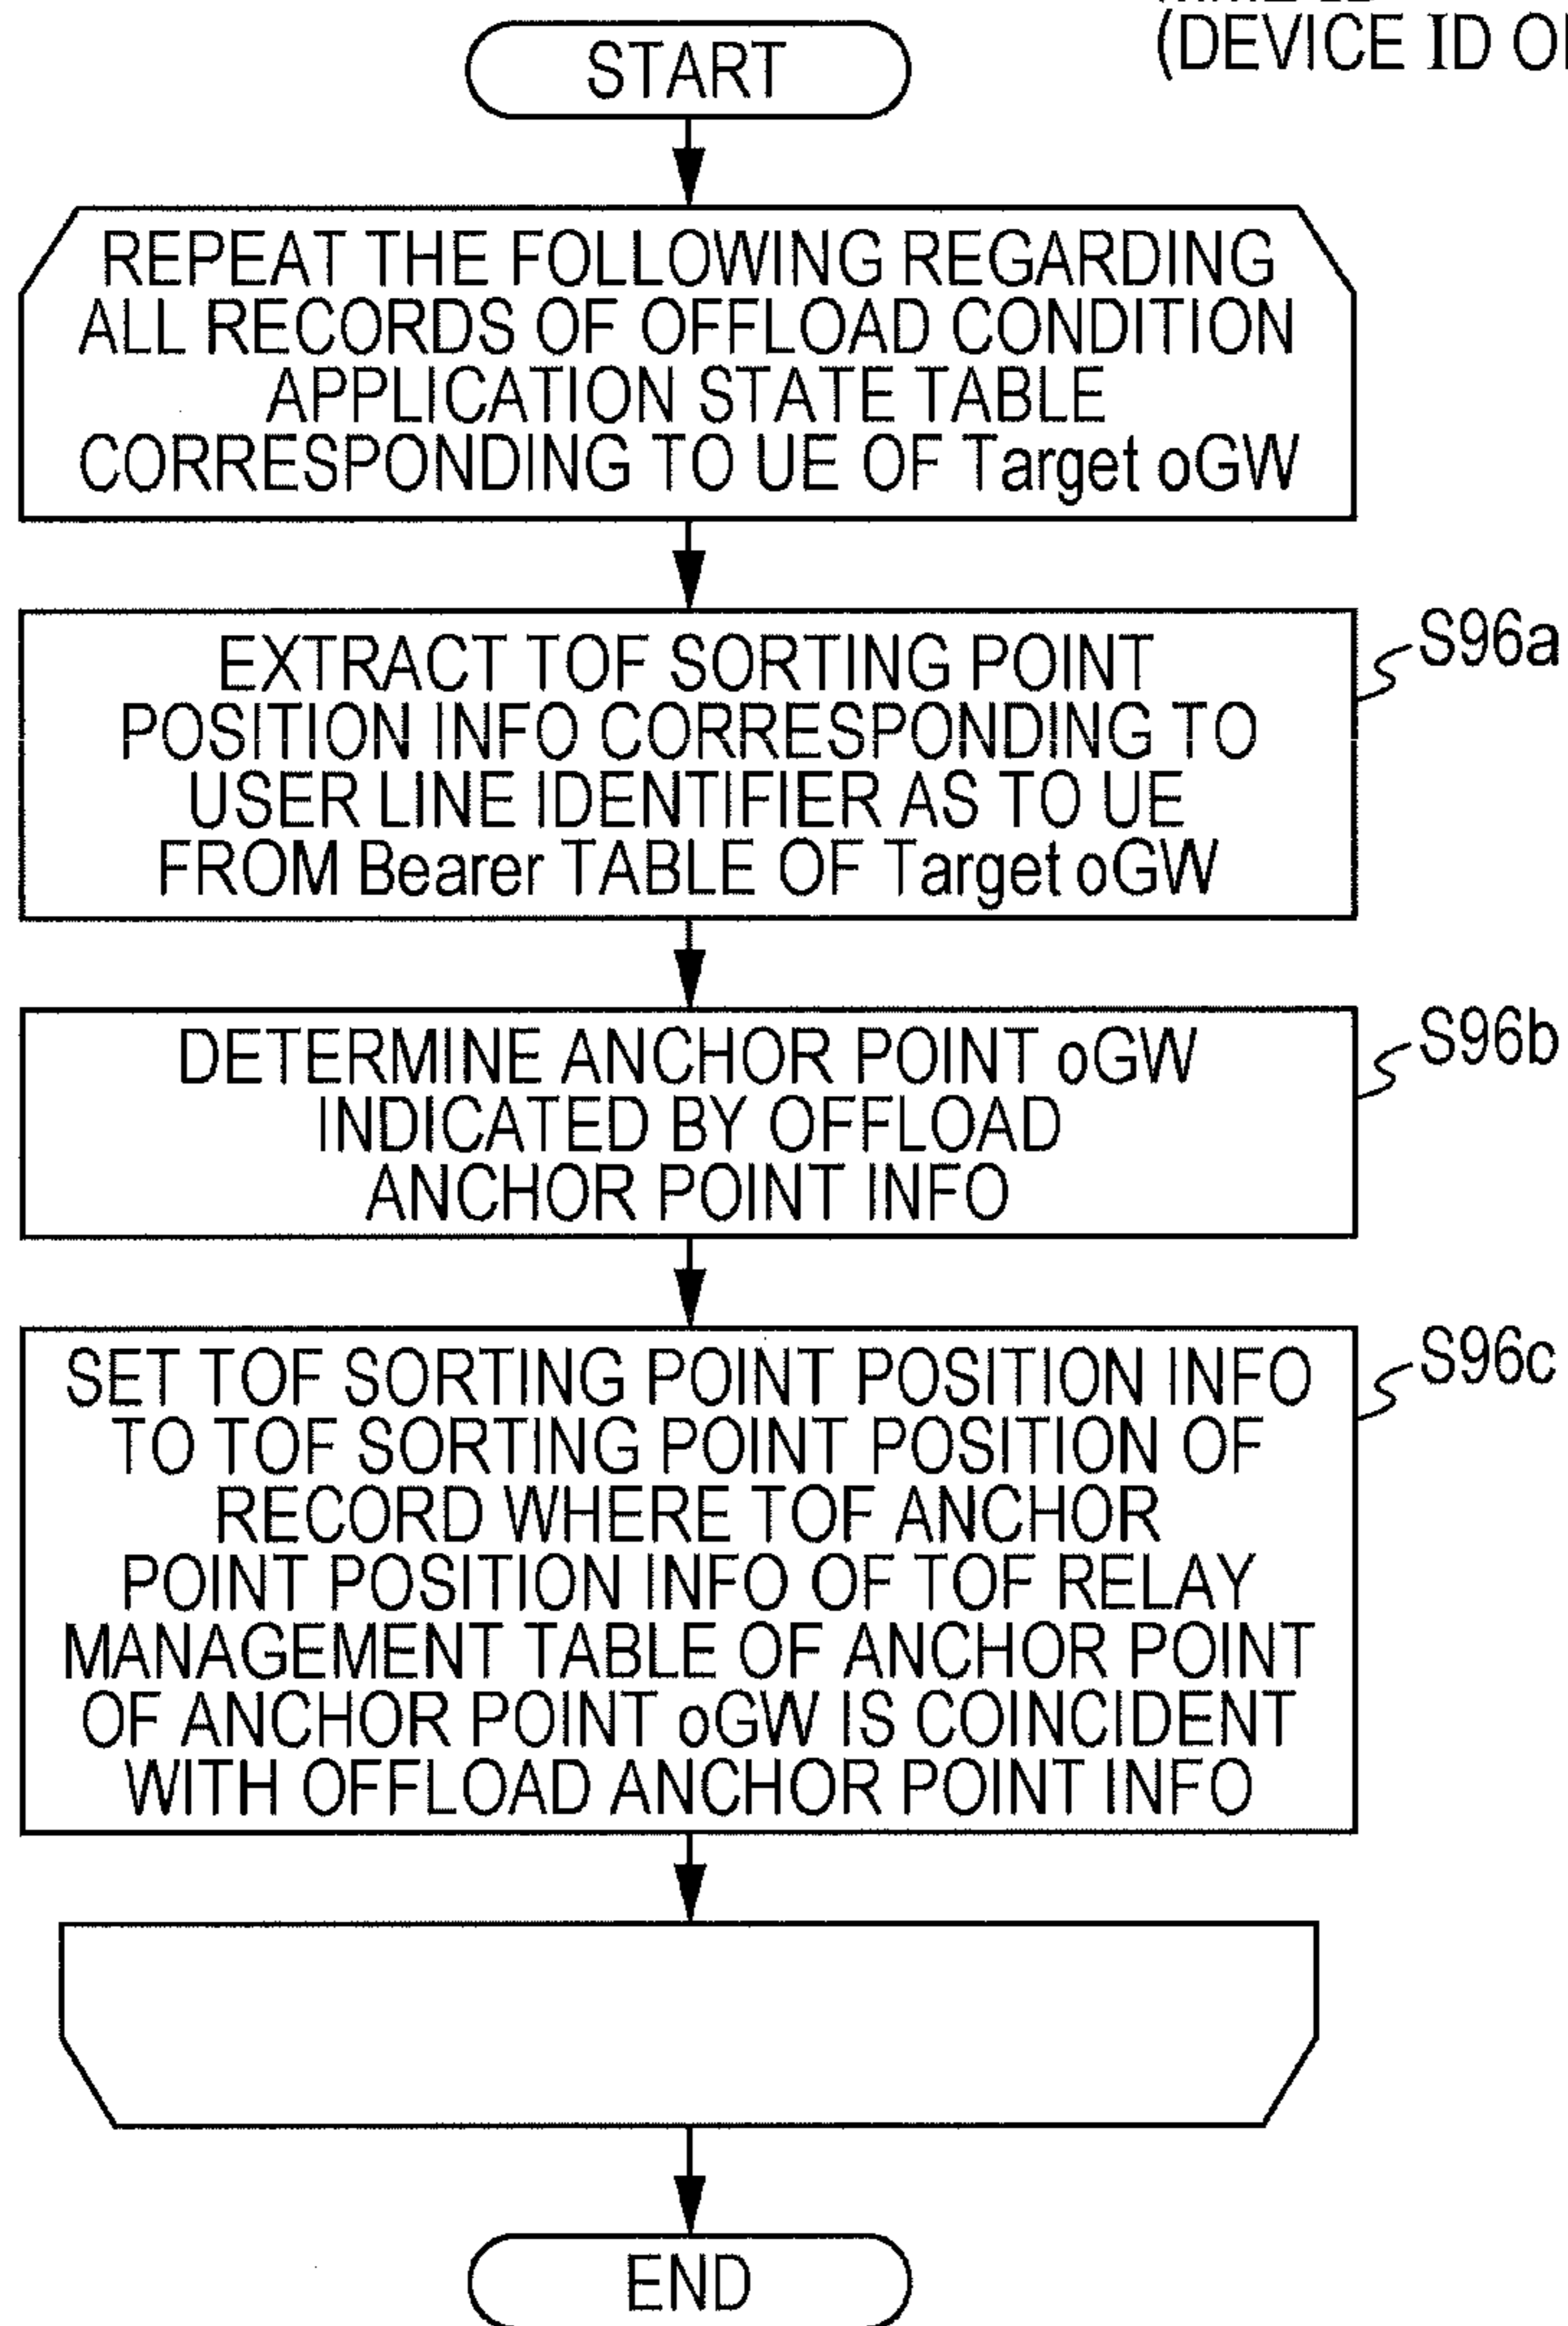 (DEVICE ID
START
REPEAT THE FOLLOWING REGARDING
ALL RECORDS OF OFFLOAD CONDITION
APPLICATION STATE TABLE
CORRESPONDING TO UE OF Target oGW
EXTRACT TOF SORTING POINT
POSITION INFO CORRESPONDING TO
USER LINE IDENTIFIER AS TO UE
FROM Bearer TABLE OF Target oGW
S96a
DETERMINE ANCHOR POINT oGW
INDICATED BY OFFLOAD
ANCHOR POINT INFO
S96b
SET TOF SORTING POINT POSITION INFO
TO TOF SORTING POINT POSITION OF
RECORD WHERE TOF ANCHOR
POINT POSITION INFO OF TOF RELAY
MANAGEMENT TABLE OF ANCHOR POINT
OF ANCHOR POINT oGW IS COINCIDENT
WITH OFFLOAD ANCHOR POINT INFO
S96c
END